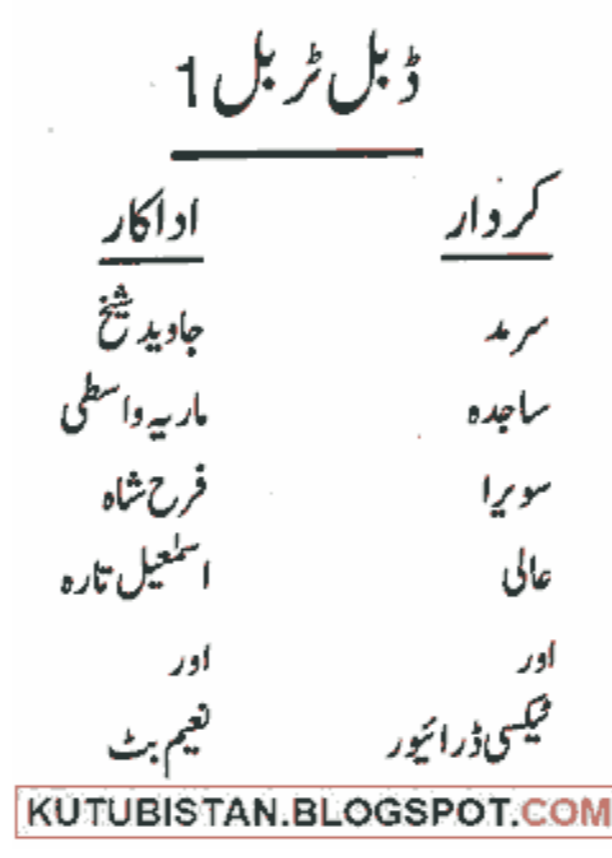 ڈبل ٹربل 1
کردار اداکار
سرمد جاوید شیخ
ساجدہ ماریہ واسطی
سویرا فرح شاہ
عالی اسمٰعیل تارہ
اور اور
ٹیکسی ڈرائیور نعیم بٹ
KUTUBISTAN.BLOGSPOT.COM